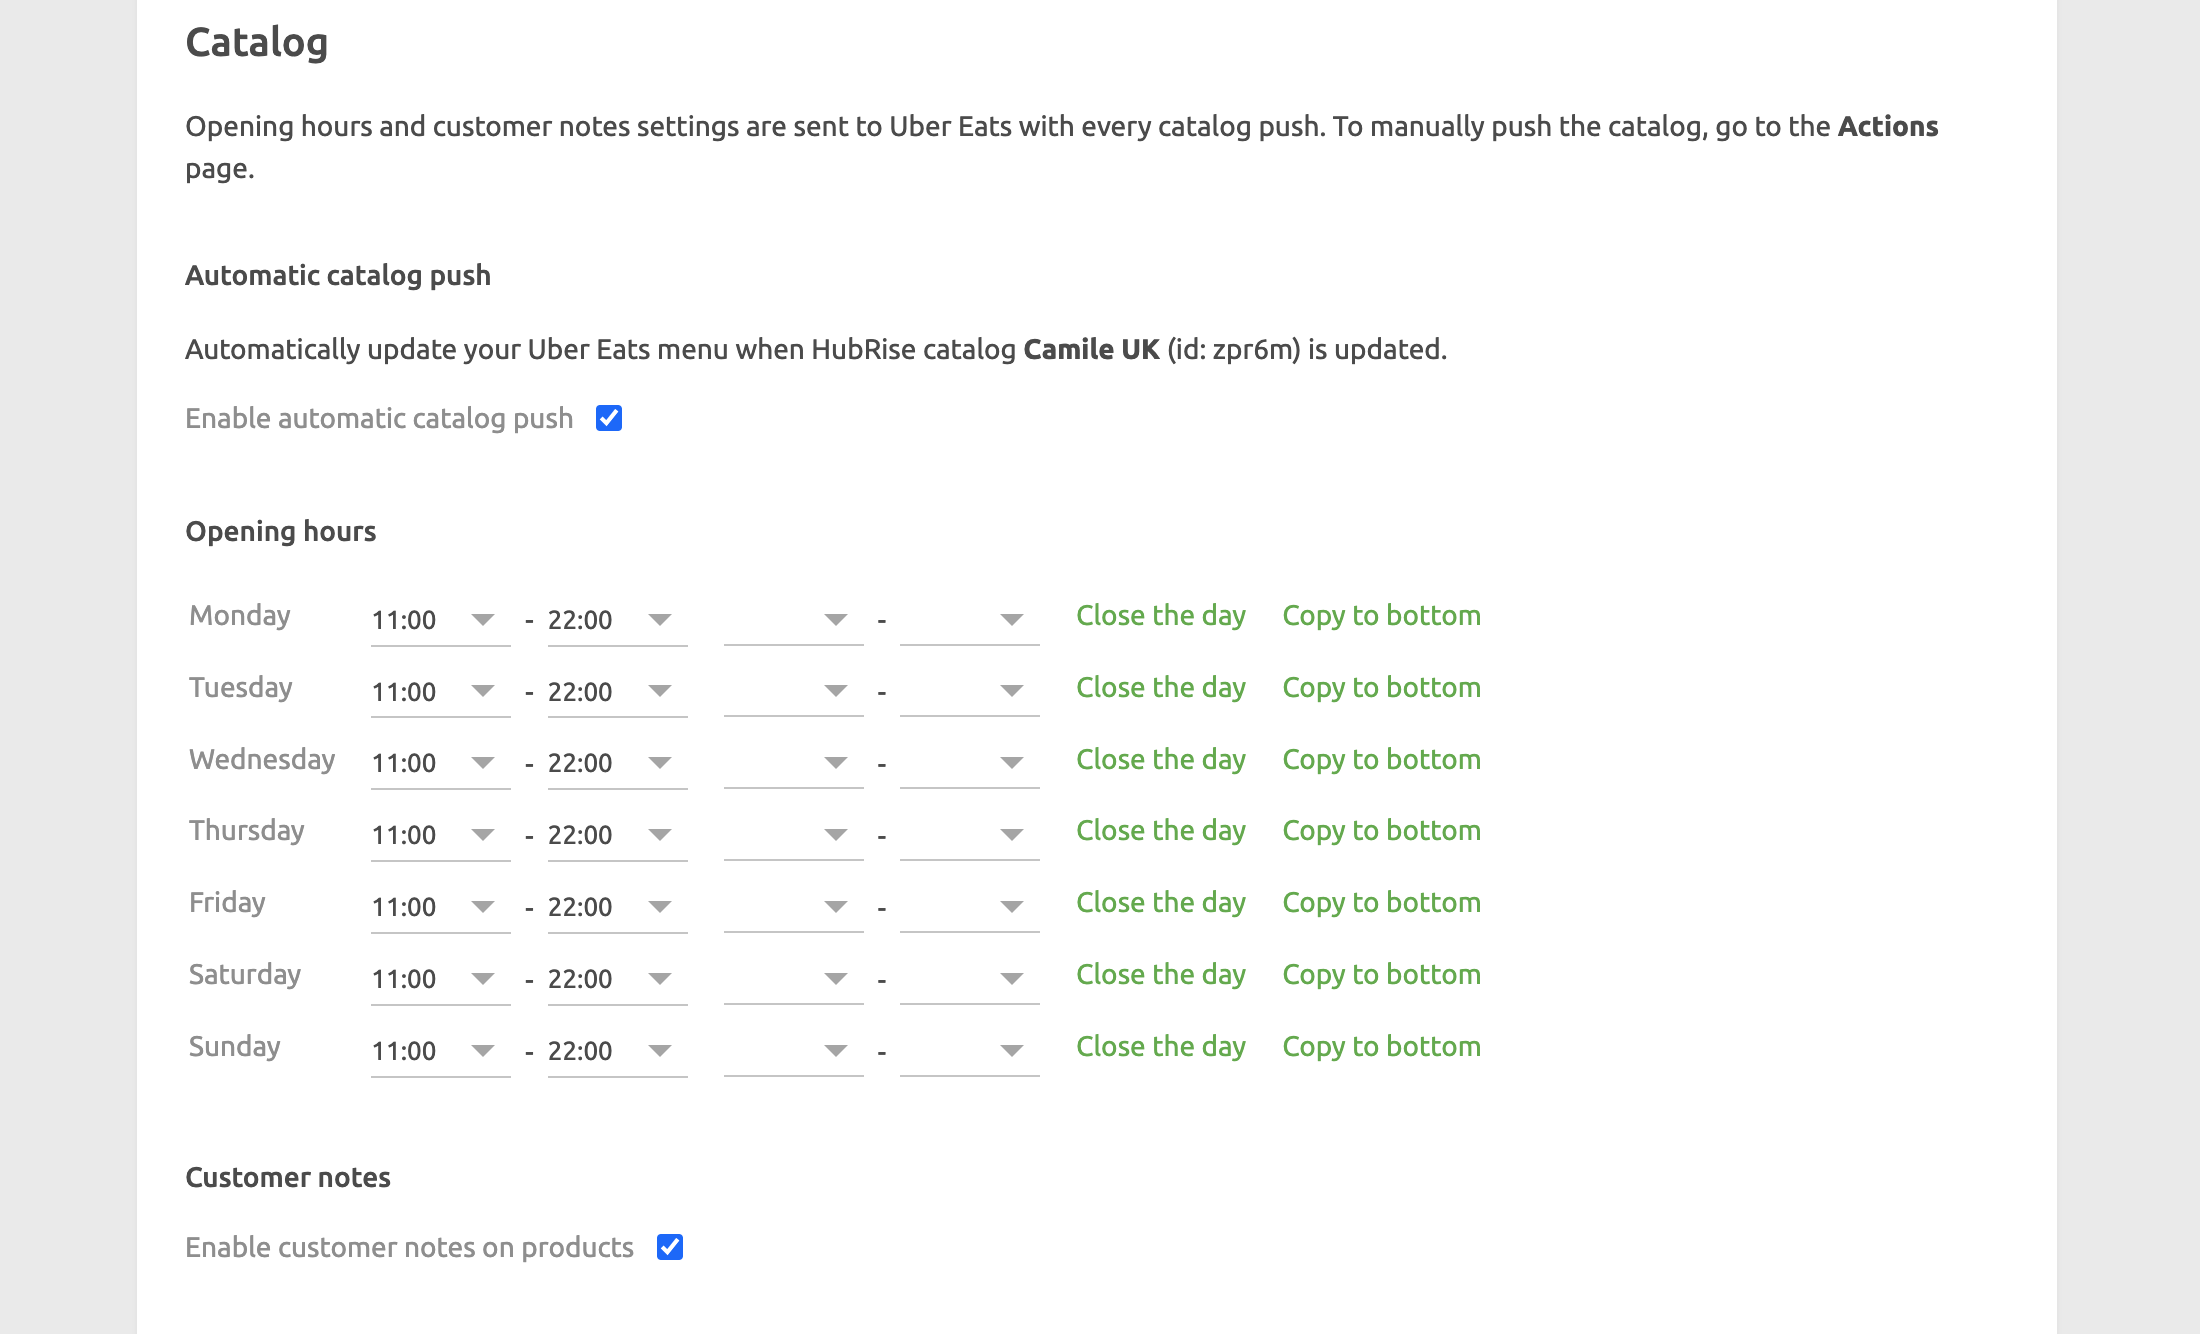 Catalog
Opening hours and customer notes settings are sent to Uber Eats with every catalog push. To manually push the catalog, go to the Actions
page.
Automatic catalog push
Automatically update your Uber Eats menu when HubRise catalog Camile UK (id: zpr6m) is updated.
Enable automatic catalog push
Opening hours
Monday 11:00 - 22:00 - Close the day Copy to bottom
Tuesday 11:00 - 22:00 - Close the day Copy to bottom
Wednesday 11:00 - 22:00 - Close the day Copy to bottom
Thursday 11:00 - 22:00 - Close the day Copy to bottom
Friday 11:00 - 22:00 - Close the day Copy to bottom
Saturday 11:00 - 22:00 - Close the day Copy to bottom
Sunday 11:00 - 22:00 - Close the day Copy to bottom
Customer notes
Enable customer notes on products